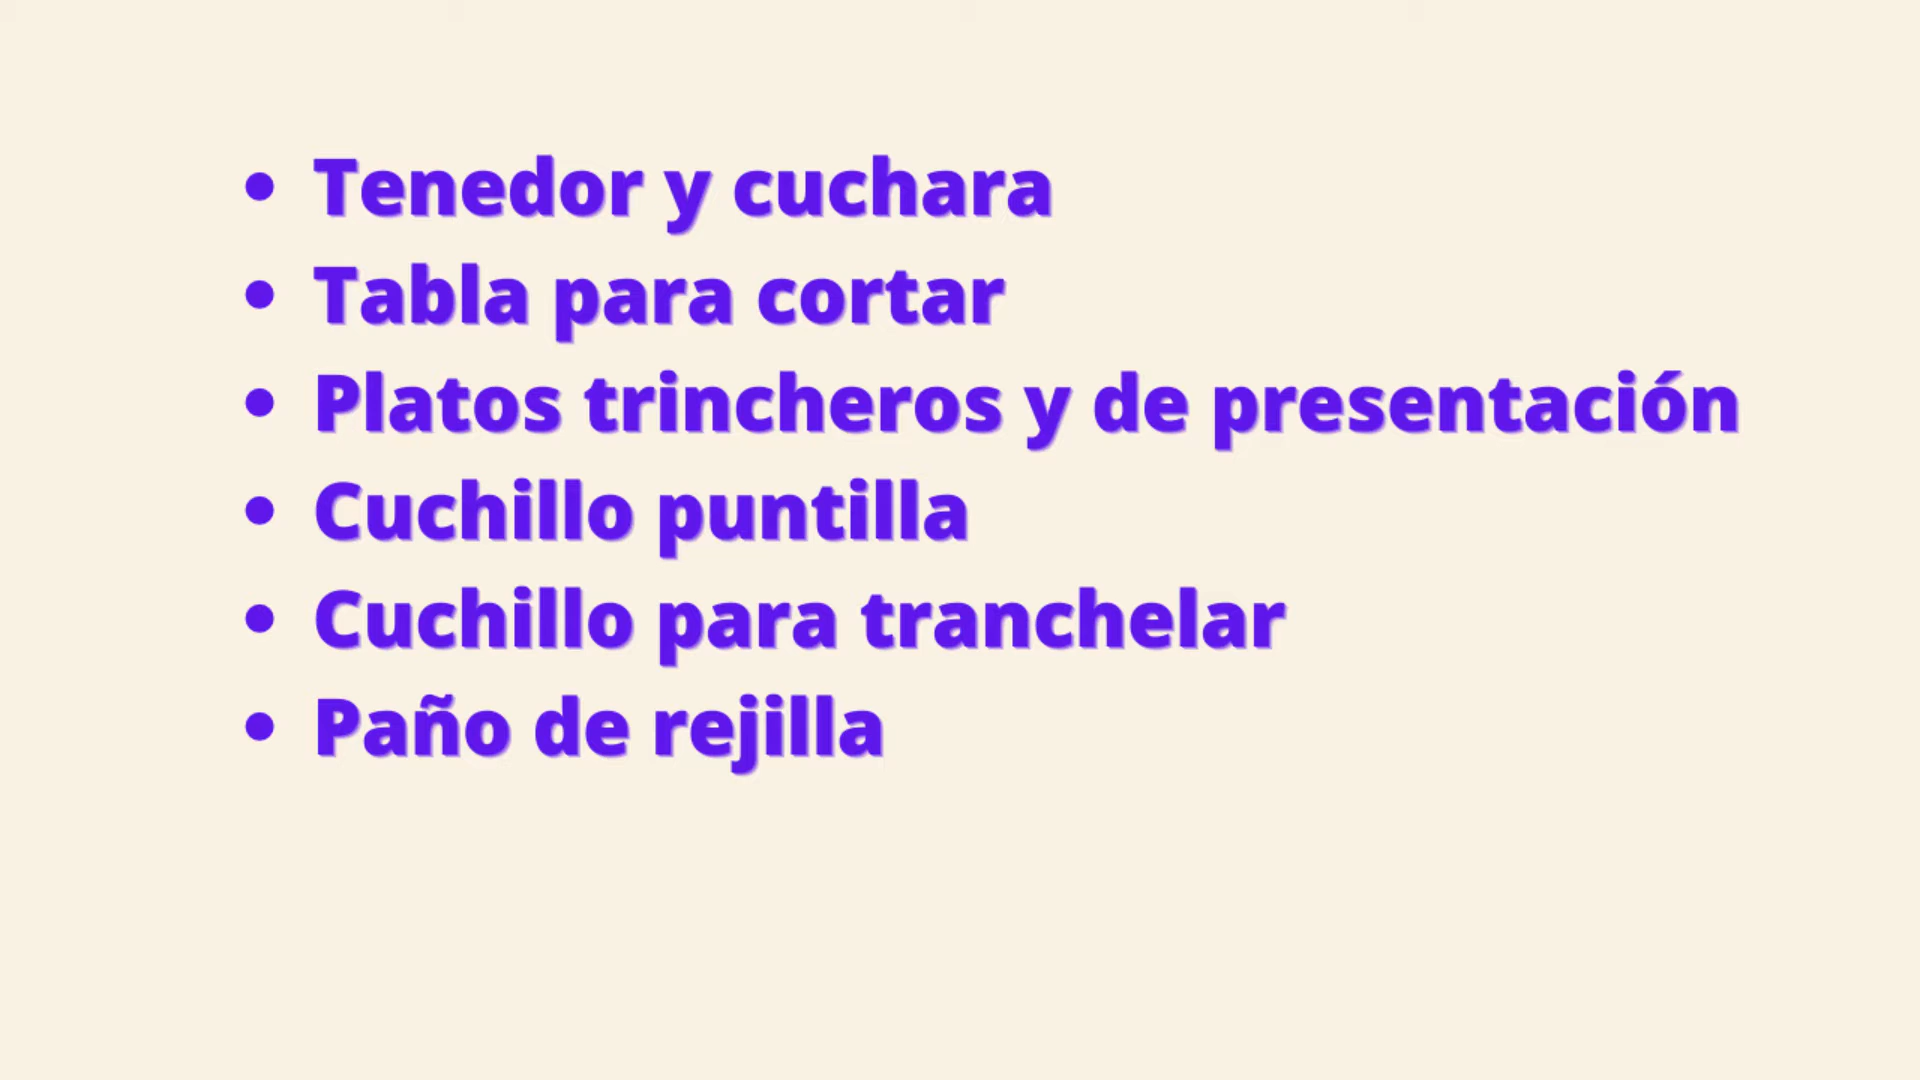 • Tenedor y cuchara
• Tabla para cortar
• Platos trincheros y de presentación
• Cuchillo puntilla
• Cuchillo para tranchelar
• Paño de rejilla